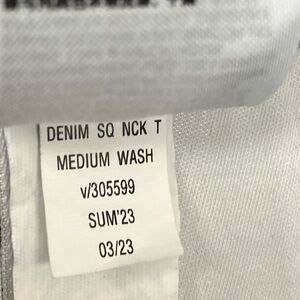 DENIM SQ NCK T
MEDIUM WASH
v/305599
SUM'23
03/23